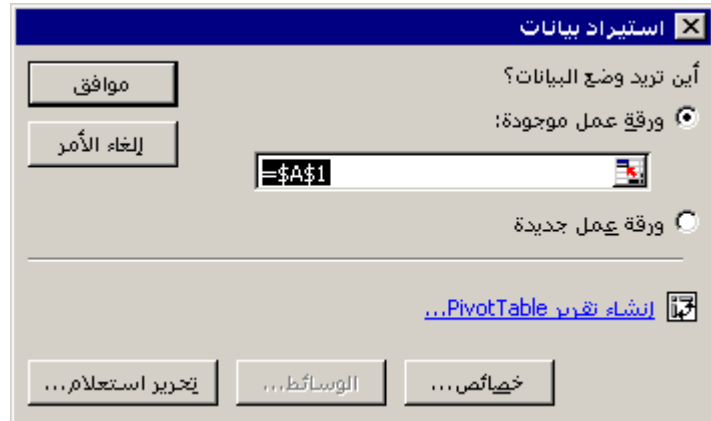 استيراد بيانات
أين تريد وضع البيانات؟
موافق
ورقة عمل موجودة:
إلغاء الأمر
=$A$1
ورقة عمل جديدة
إنشاء تقرير PivotTable...
خصائص...
الوسائط...
تحرير استعلام...